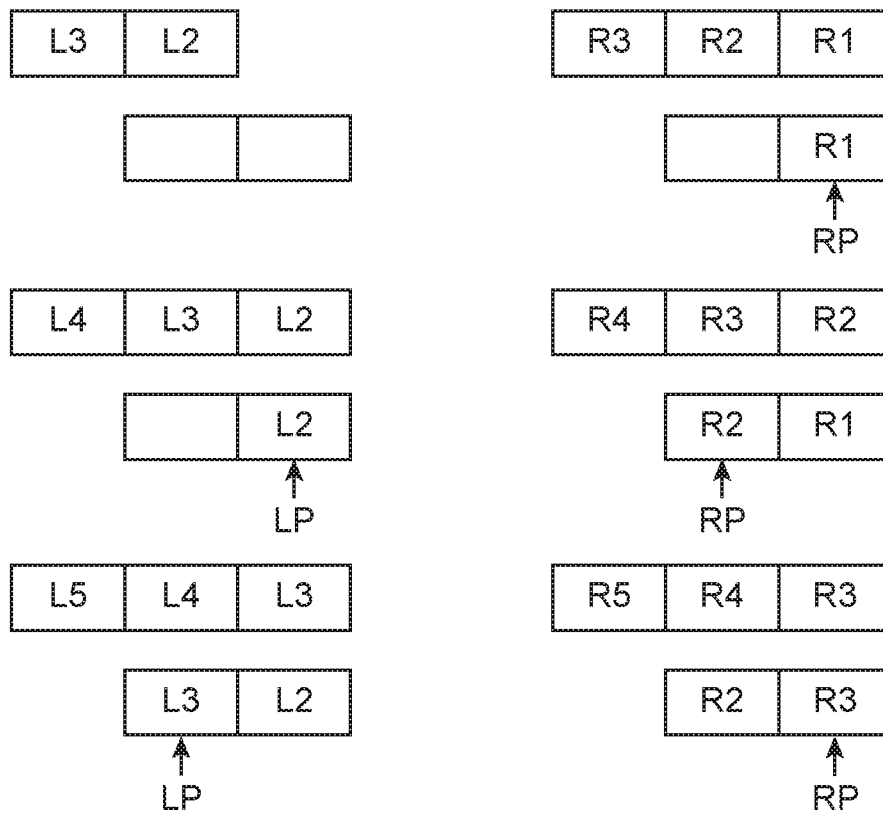 L3 L2 R3 R2 R1
R1
RP
L4 L3 L2 R4 R3 R2
L2 R2 R1
LP RP
L5 L4 L3 R5 R4 R3
L3 L2 R2 R3
LP RP